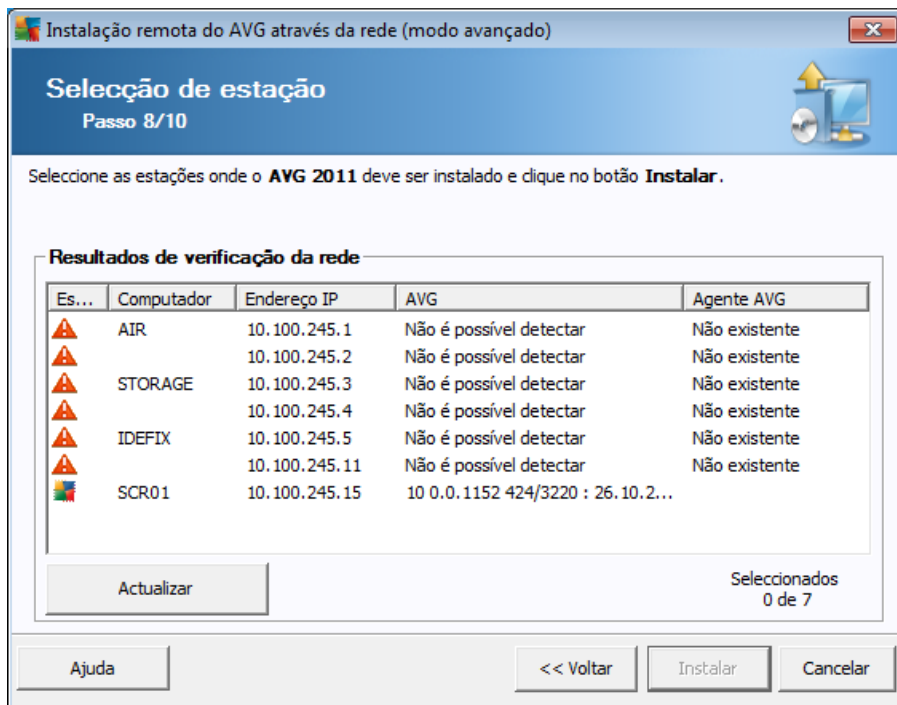 Instalação remota do AVG através da rede (modo avançado)
Selecção de estação
Passo 8/10
Seleccione as estações onde o AVG 2011 deve ser instalado e clique no botão Instalar.
Resultados de verificação da rede
Es... Computador Endereço IP AVG Agente AVG
AIR 10.100.245.1 Não é possível detectar Não existente
10.100.245.2 Não é possível detectar Não existente
STORAGE 10.100.245.3 Não é possível detectar Não existente
10.100.245.4 Não é possível detectar Não existente
IDEFIX 10.100.245.5 Não é possível detectar Não existente
10.100.245.11 Não é possível detectar Não existente
SCR01 10.100.245.15 10 0.0.1152 424/3220 : 26.10.2...
Actualizar
Seleccionados
0 de 7
Ajuda << Voltar Instalar Cancelar